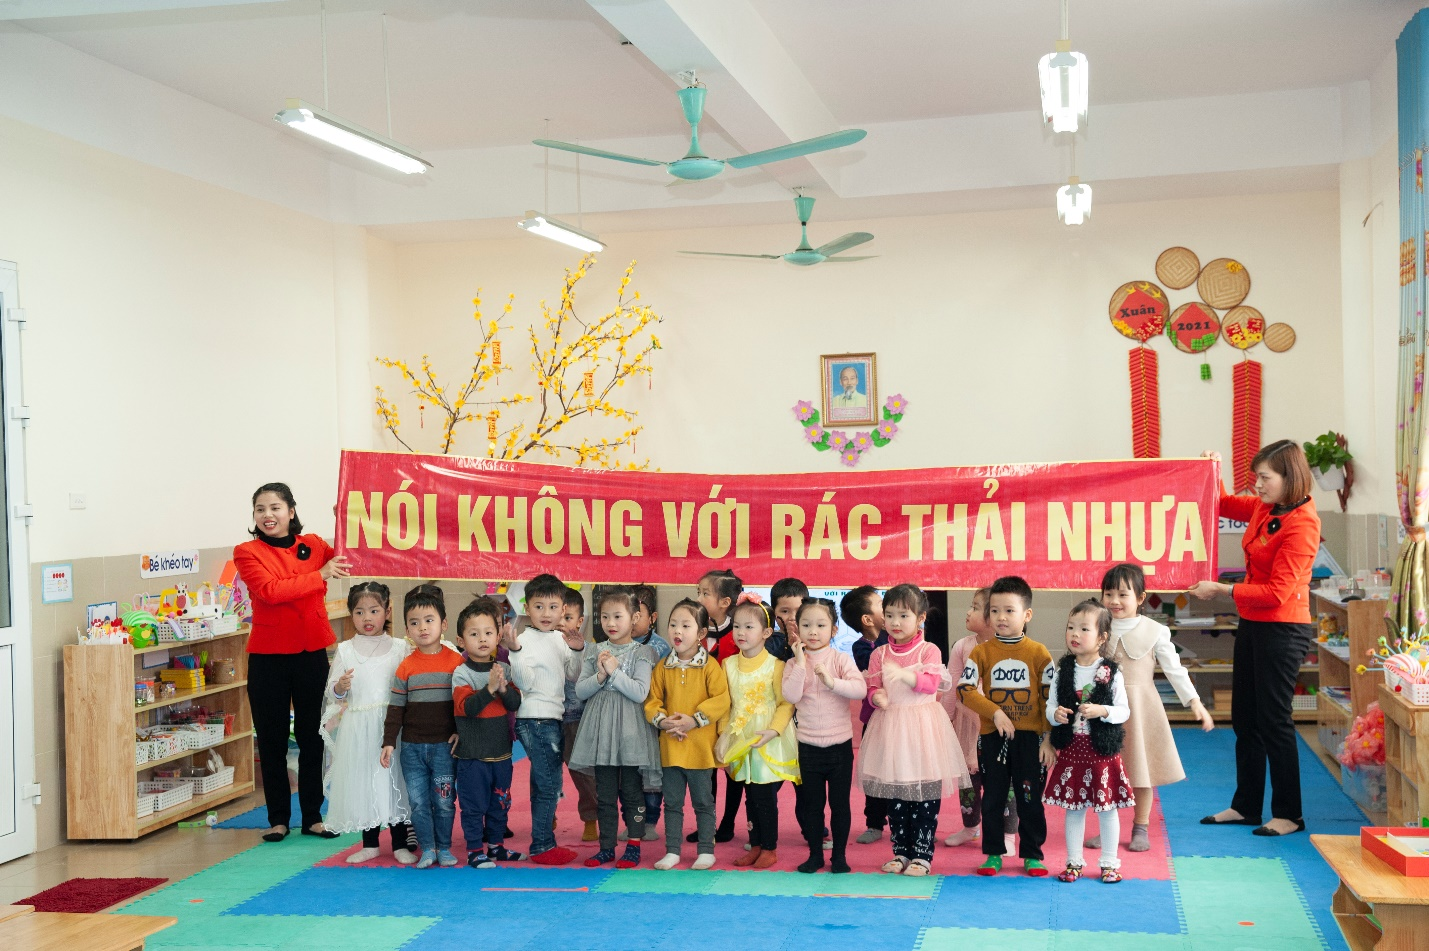 Xuân
2021
NÓI KHÔNG VỚI RÁC THẢI NHỰA
Bé khéo tay
DOTA